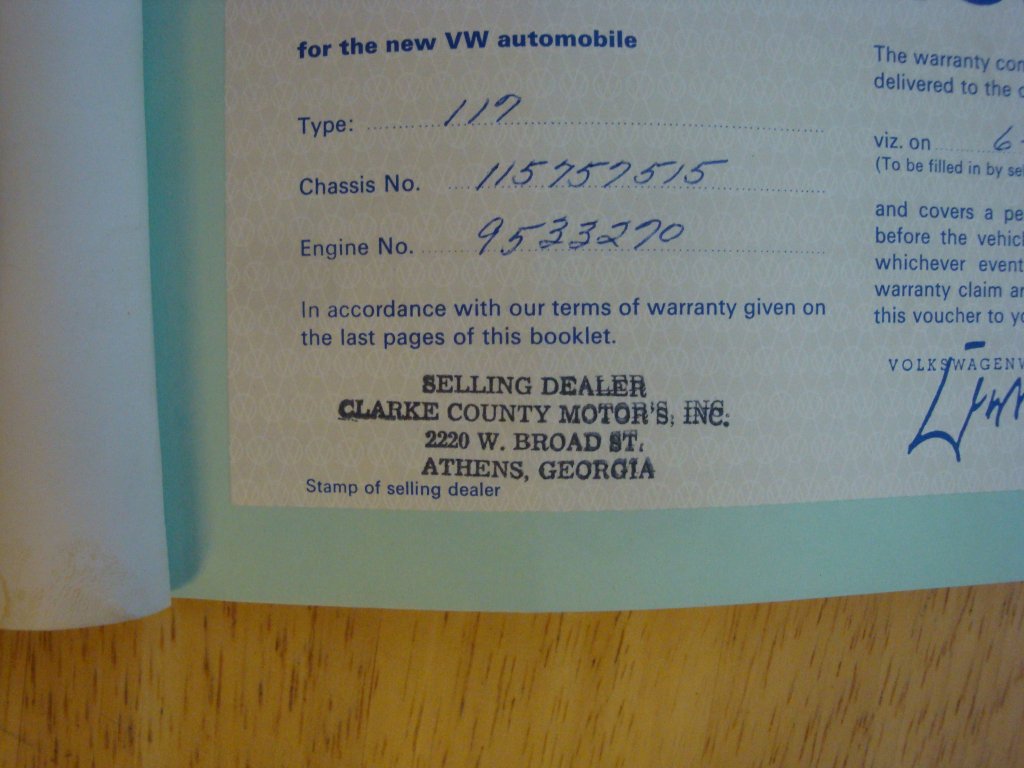 for the new VW automobile
Type: 117
Chassis No. 115757515
Engine No. 9533270
In accordance with our terms of warranty given on
the last pages of this booklet.
SELLING DEALER
CLARKE COUNTY MOTOR'S, INC.
2220 W. BROAD ST.
ATHENS, GEORGIA
Stamp of selling dealer
The warranty
delivered to the
viz. on 6
(To be filled in by
and covers a
before the
whichever event
warranty claim
this voucher to